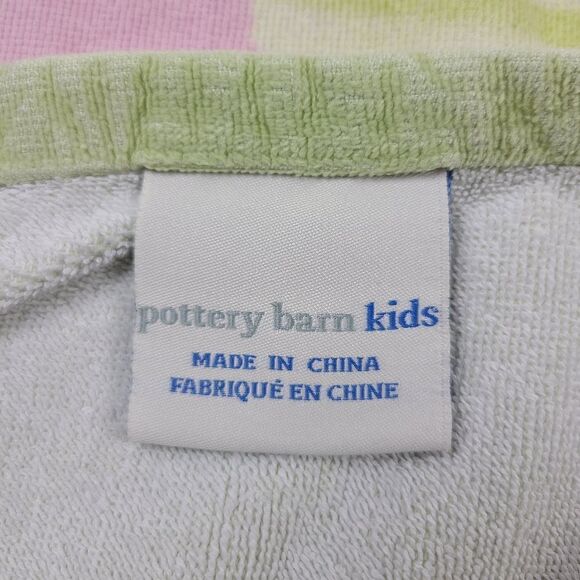 pottery barn kids
MADE IN CHINA
FABRIQUÉ EN CHINE